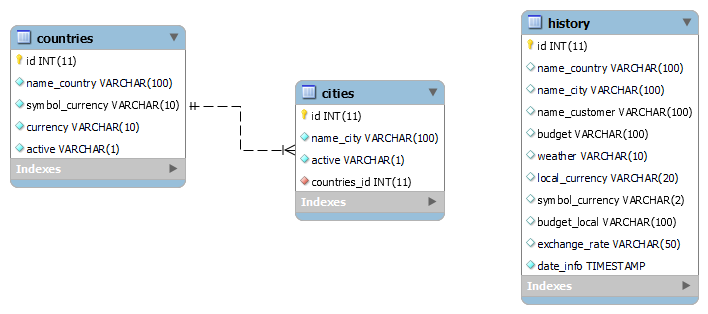 countries
id INT(11)
name_country VARCHAR(100)
symbol_currency VARCHAR(10)
currency VARCHAR(10)
active VARCHAR(1)
Indexes
cities
id INT(11)
name_city VARCHAR(100)
active VARCHAR(1)
countries_id INT(11)
Indexes
history
id INT(11)
name_country VARCHAR(100)
name_city VARCHAR(100)
name_customer VARCHAR(100)
budget VARCHAR(100)
weather VARCHAR(10)
local_currency VARCHAR(20)
symbol_currency VARCHAR(2)
budget_local VARCHAR(100)
exchange_rate VARCHAR(50)
date_info TIMESTAMP
Indexes